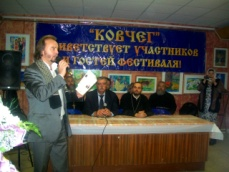 "КОВЧЕГ"
ПРИВЕТСТВУЕТ УЧАСТНИКОВ
И ГОСТЕЙ ФЕСТИВАЛЯ!